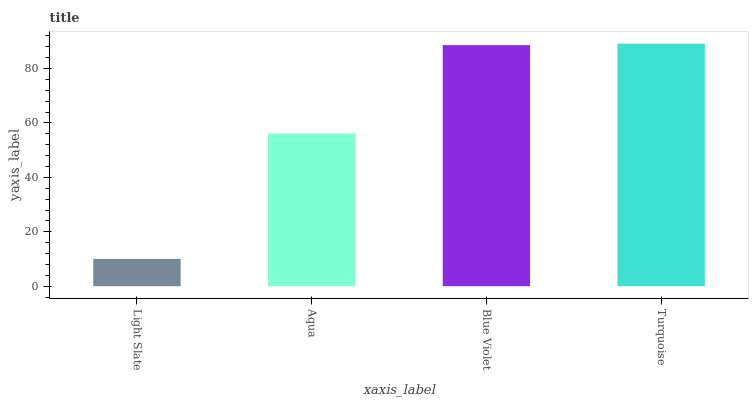 title
yaxis_label
80
60
40
20
0
Light Slate
Aqua
Blue Violet
Turquoise
xaxis_label